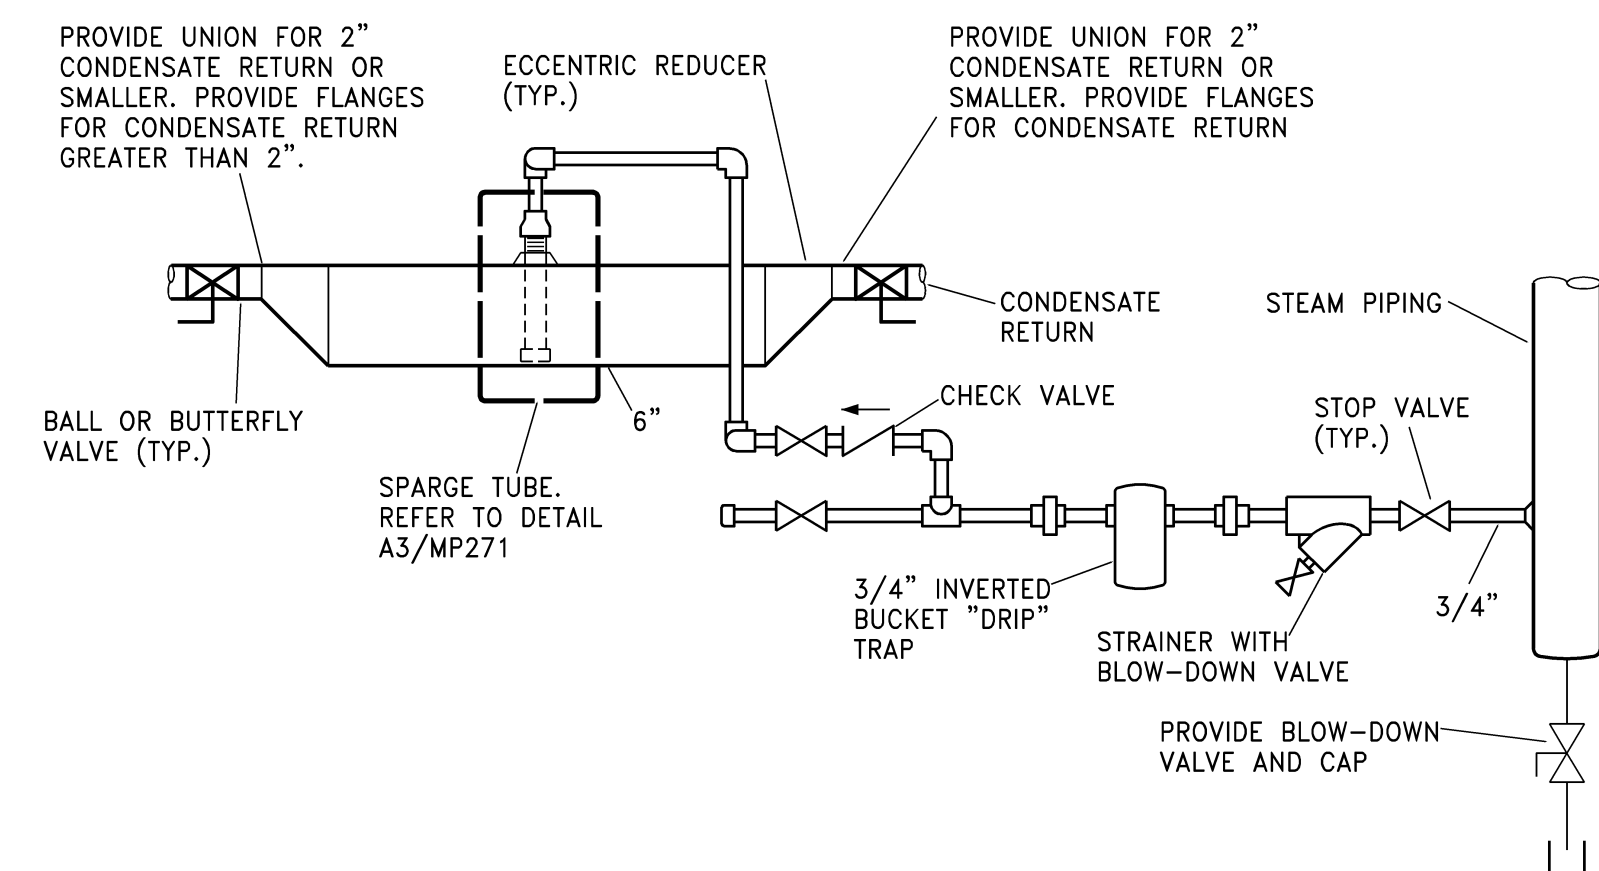 PROVIDE UNION FOR 2"
CONDENSATE RETURN OR
SMALLER. PROVIDE FLANGES
FOR CONDENSATE RETURN
GREATER THAN 2".
ECCENTRIC REDUCER
(TYP.)
PROVIDE UNION FOR 2"
CONDENSATE RETURN OR
SMALLER. PROVIDE FLANGES
FOR CONDENSATE RETURN
CONDENSATE
RETURN
STEAM PIPING
BALL OR BUTTERFLY
VALVE (TYP.)
6"
CHECK VALVE
STOP VALVE
(TYP.)
SPARGE TUBE.
REFER TO DETAIL
A3/MP271
3/4" INVERTED
BUCKET "DRIP"
TRAP
3/4"
STRAINER WITH
BLOW-DOWN VALVE
PROVIDE BLOW-DOWN
VALVE AND CAP